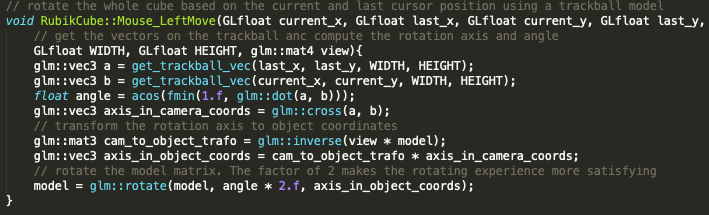 // rotate the whole cube based on the current and last cursor position using a trackball model
void RubikCube::Mouse_LeftMove(GLfloat current_x, GLfloat last_x, GLfloat current_y, GLfloat last_y,
    // get the vectors on the trackball anc compute the rotation axis and angle
    GLfloat WIDTH, GLfloat HEIGHT, glm::mat4 view){
    glm::vec3 a = get_trackball_vec(last_x, last_y, WIDTH, HEIGHT);
    glm::vec3 b = get_trackball_vec(current_x, current_y, WIDTH, HEIGHT);
    float angle = acos(fmin(1.f, glm::dot(a, b)));
    glm::vec3 axis_in_camera_coords = glm::cross(a, b);
    // transform the rotation axis to object coordinates
    glm::mat3 cam_to_object_trafo = glm::inverse(view * model);
    glm::vec3 axis_in_object_coords = cam_to_object_trafo * axis_in_camera_coords;
    // rotate the model matrix. The factor of 2 makes the rotating experience more satisfying
    model = glm::rotate(model, angle * 2.f, axis_in_object_coords);
}